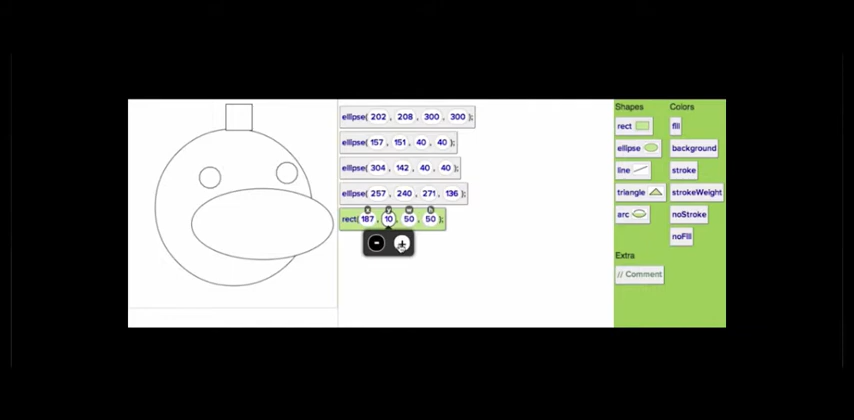 ellipse( 202 , 208 , 300 , 300 );
ellipse( 157 , 151 , 40 , 40 );
ellipse( 304 , 142 , 40 , 40 );
ellipse( 257 , 240 , 271 , 136 );
x y w h
rect( 187 , 10 , 50 , 50 );
- +
Shapes
rect
ellipse
line
triangle
arc
Colors
fill
background
stroke
strokeWeight
noStroke
noFill
Extra
// Comment